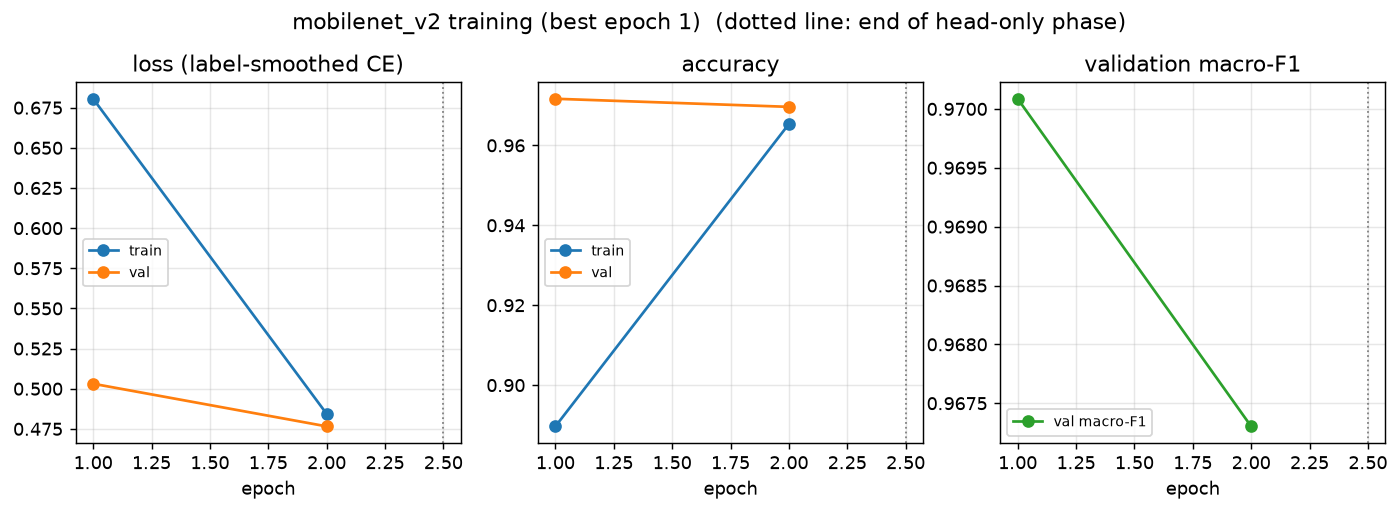 mobilenet_v2 training (best epoch 1)  (dotted line: end of head-only phase)
loss (label-smoothed CE)
0.675
0.650
0.625
0.600
0.575
0.550
0.525
0.500
0.475
train
val
1.00 1.25 1.50 1.75 2.00 2.25 2.50
epoch
accuracy
0.96
0.94
0.92
0.90
train
val
1.00 1.25 1.50 1.75 2.00 2.25 2.50
epoch
validation macro-F1
0.9700
0.9695
0.9690
0.9685
0.9680
0.9675
val macro-F1
1.00 1.25 1.50 1.75 2.00 2.25 2.50
epoch